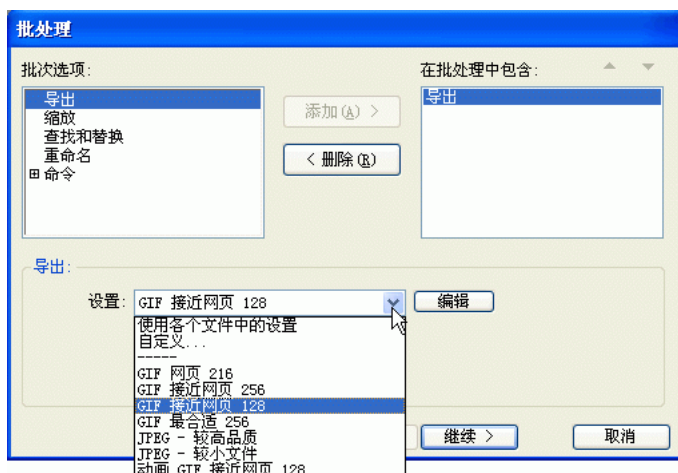 批处理
批次选项:
在批处理中包含:
导出
缩放
查找和替换
重命名
命令
添加(A) >
< 删除(R)
导出
导出:
设置:
GIF 接近网页 128
编辑
使用各个文件中的设置
自定义...
-----
GIF 网页 216
GIF 接近网页 256
GIF 接近网页 128
GIF 最合适 256
JPEG - 较高品质
JPEG - 较小文件
动画 GIF 接近网页 128
继续 >
取消